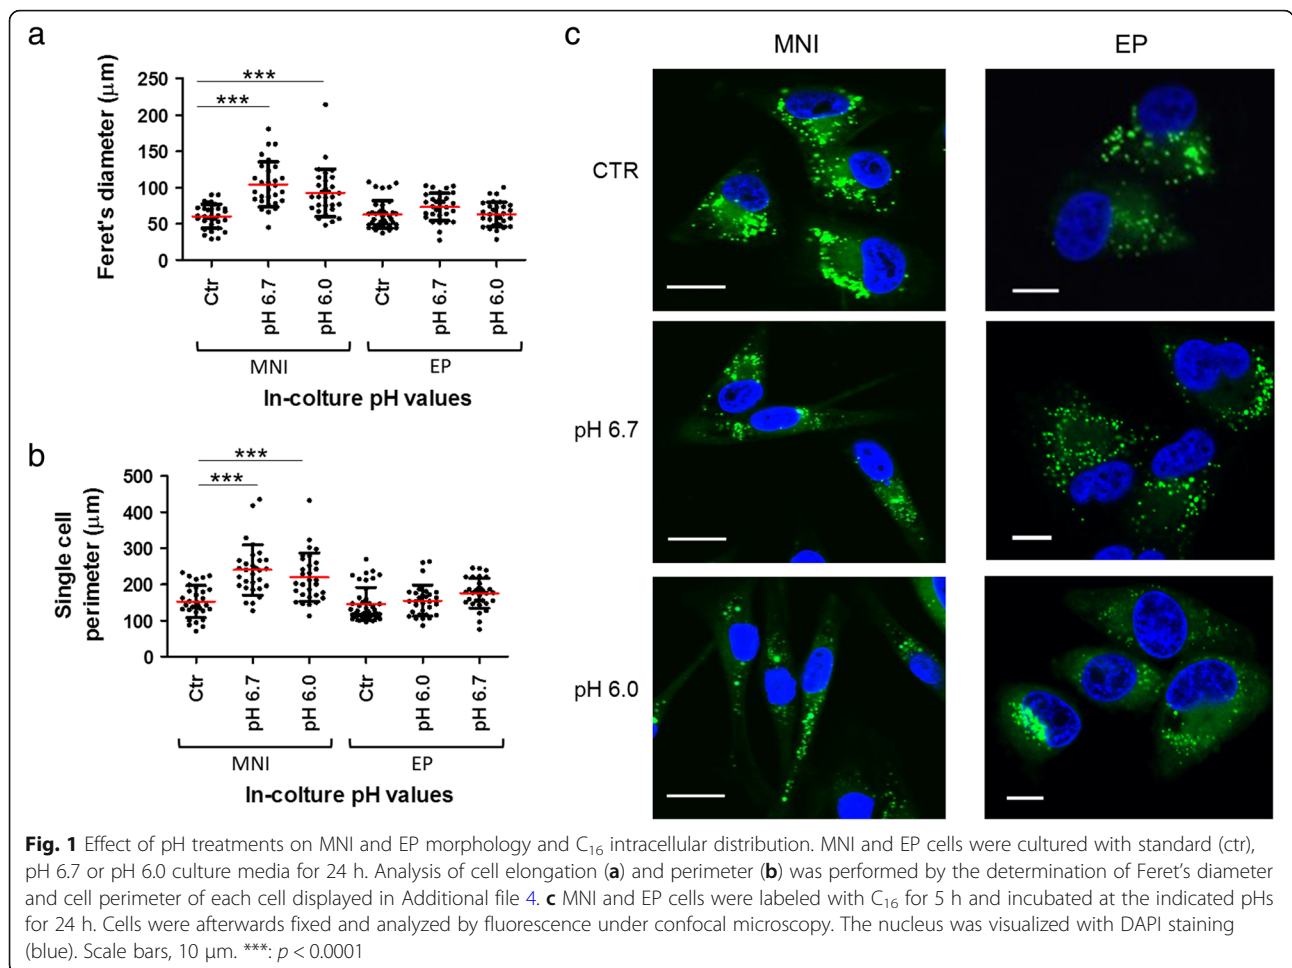 a
Feret's diameter (μm)
250
200
150
100
50
0
***
***
Ctr
pH 6.7
pH 6.0
Ctr
pH 6.7
pH 6.0
MNI
EP
In-colture pH values
b
Single cell
perimeter (μm)
500
400
300
200
100
0
***
***
Ctr
pH 6.7
pH 6.0
Ctr
pH 6.0
pH 6.7
MNI
EP
In-colture pH values
c
MNI
EP
CTR
pH 6.7
pH 6.0
Fig. 1 Effect of pH treatments on MNI and EP morphology and C16 intracellular distribution. MNI and EP cells were cultured with standard (ctr),
pH 6.7 or pH 6.0 culture media for 24 h. Analysis of cell elongation (a) and perimeter (b) was performed by the determination of Feret's diameter
and cell perimeter of each cell displayed in Additional file 4. c MNI and EP cells were labeled with C16 for 5 h and incubated at the indicated pHs
for 24 h. Cells were afterwards fixed and analyzed by fluorescence under confocal microscopy. The nucleus was visualized with DAPI staining
(blue). Scale bars, 10 μm. ***: p < 0.0001